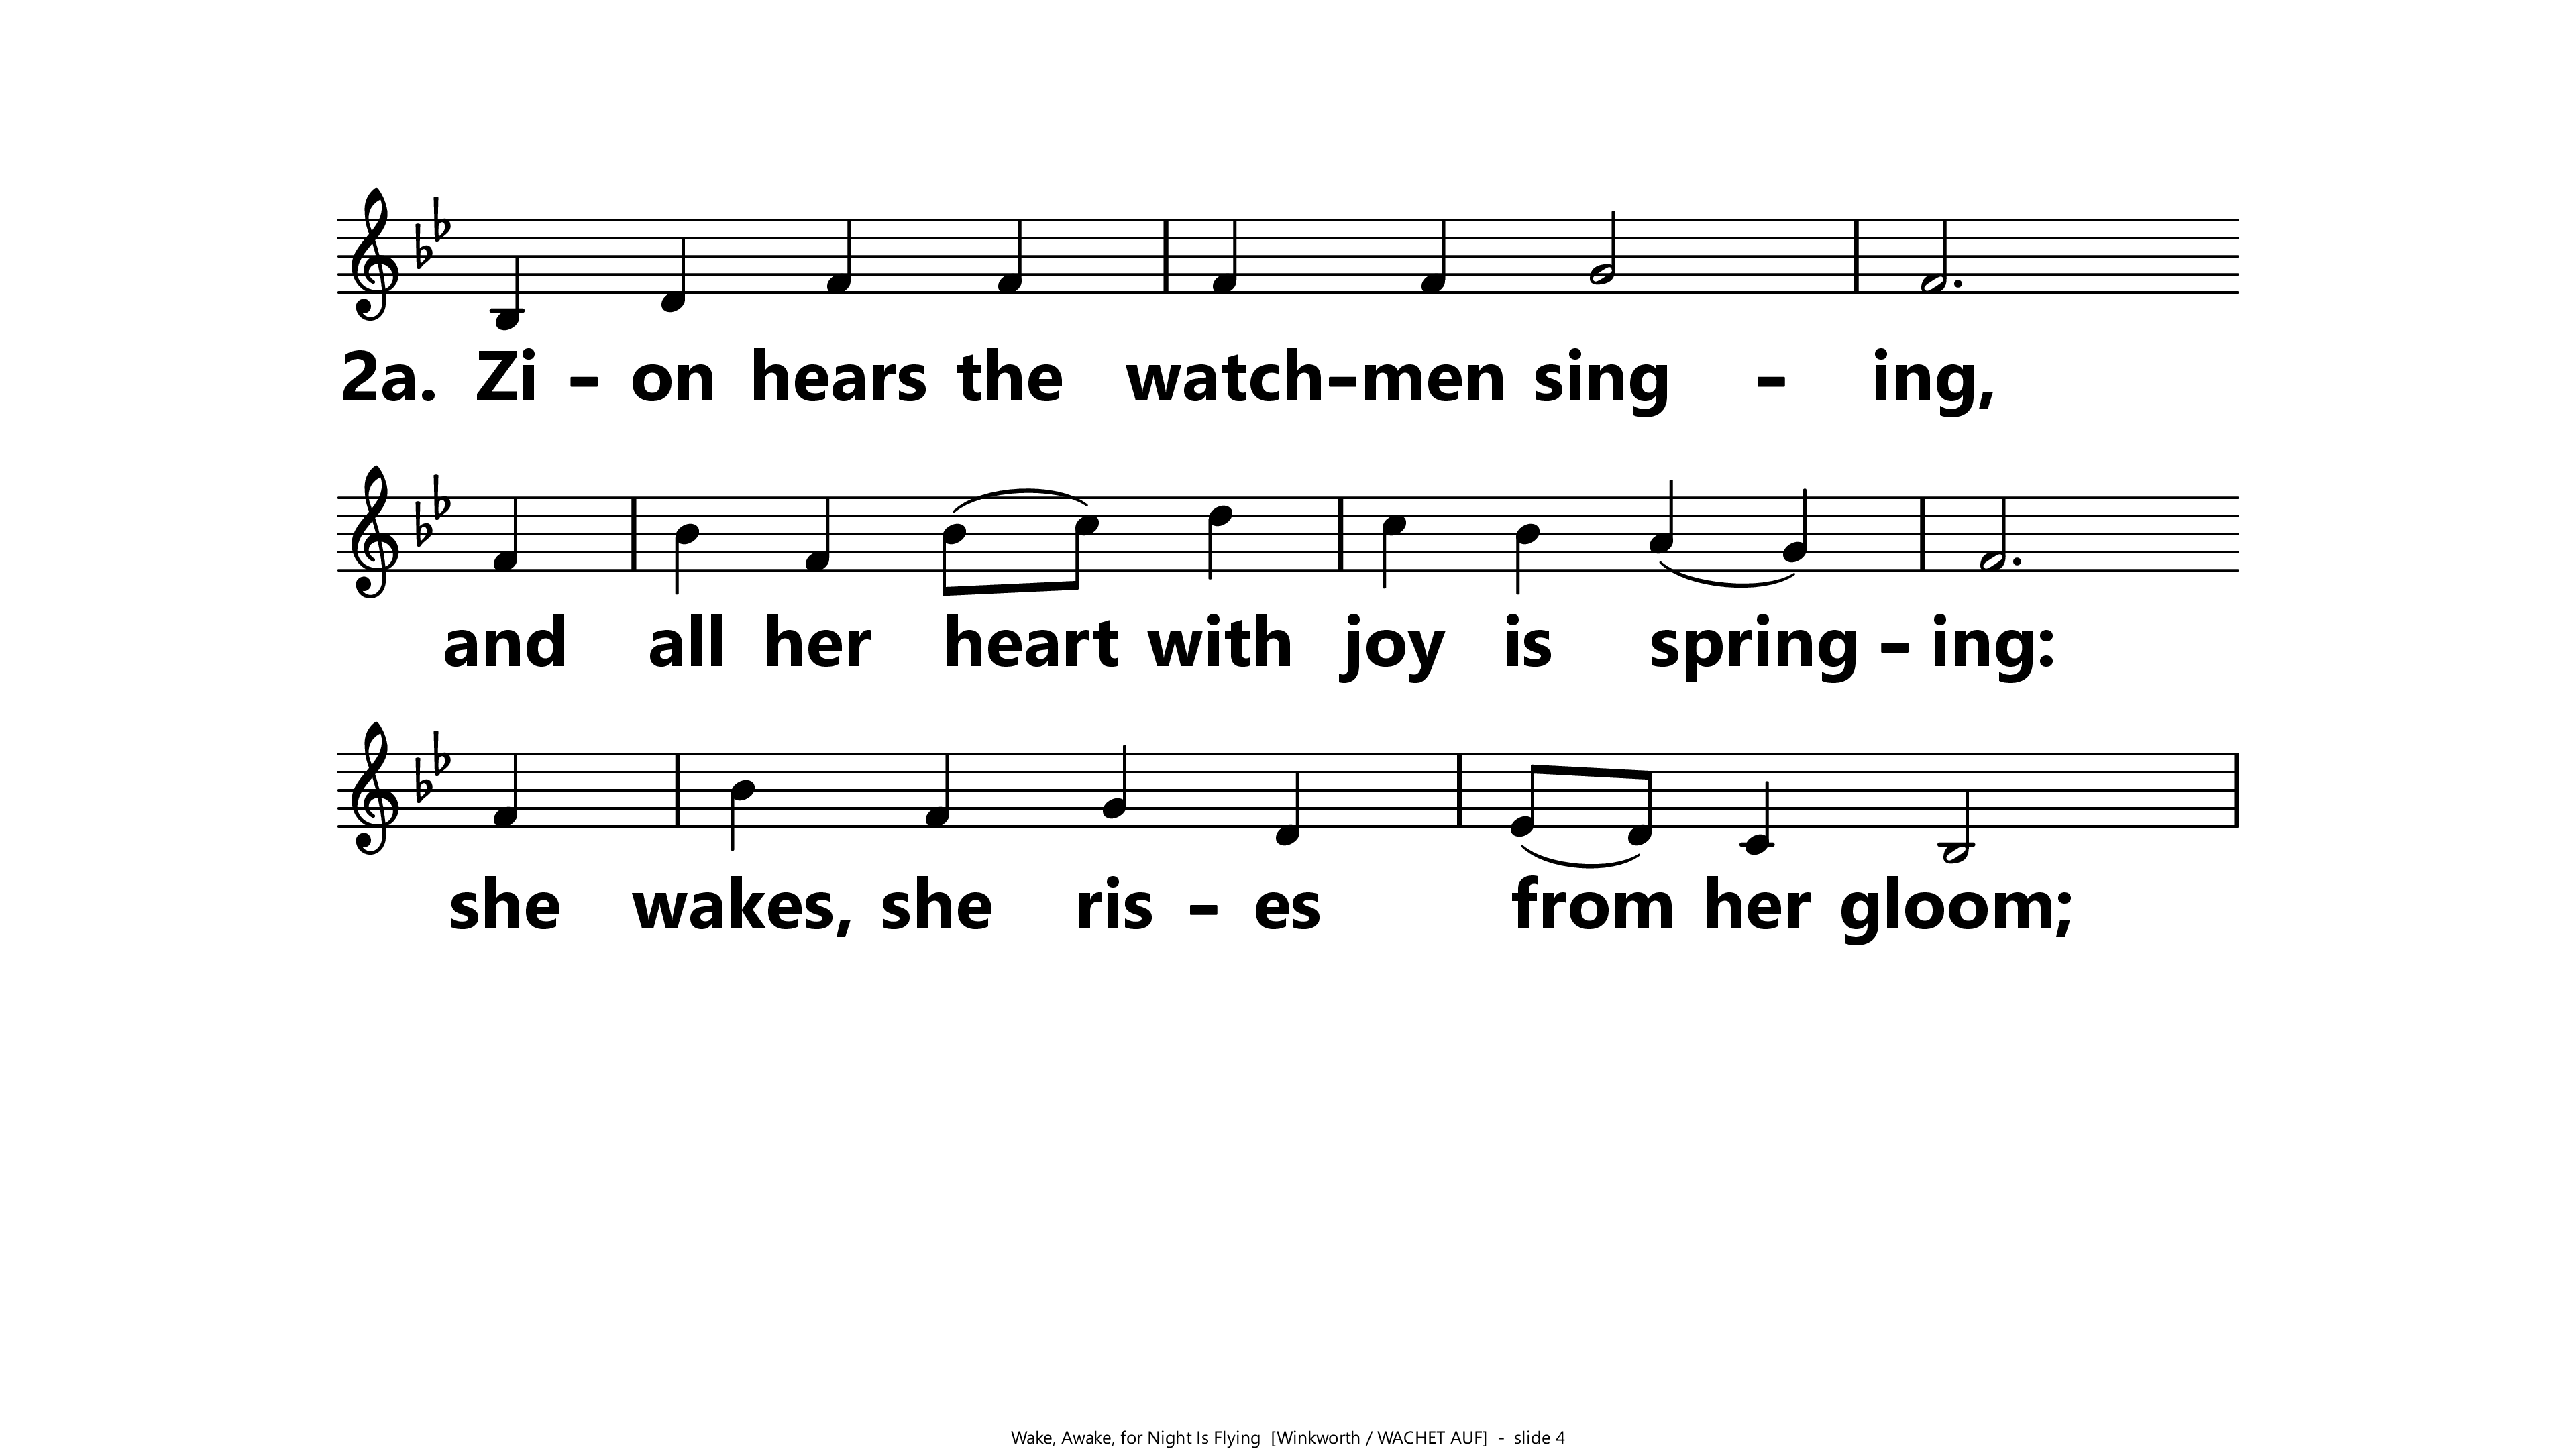 2a. Zi - on hears the watch-men sing - ing,
and all her heart with joy is spring - ing:
she wakes, she ris - es from her gloom;
Wake, Awake, for Night Is Flying [Winkworth / WACHET AUF] - slide 4